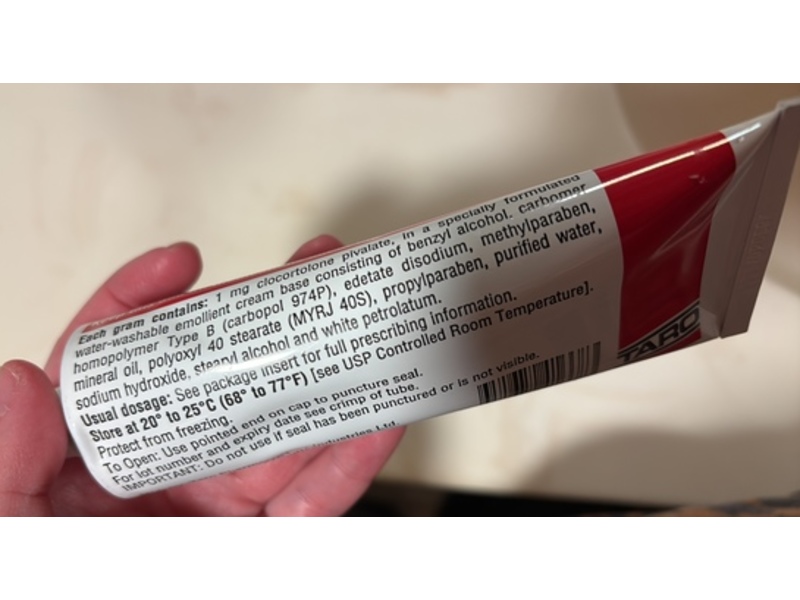 Each gram contains: 1 mg clocortolone pivalate, in a specially formulated
water-washable emollient cream base consisting of benzyl alcohol, carbomer
homopolymer Type B (carbopol 974P), edetate disodium, methylparaben,
mineral oil, polyoxyl 40 stearate (MYRJ 40S), propylparaben, purified water,
sodium hydroxide, stearyl alcohol and white petrolatum.
Usual dosage: See package insert for full prescribing information.
Store at 20° to 25°C (68° to 77°F) [see USP Controlled Room Temperature].
Protect from freezing.
To Open: Use pointed end on cap to puncture seal.
For lot number and expiry date see crimp of tube.
IMPORTANT: Do not use if seal has been punctured or is not visible.
Industries Ltd.
TARO